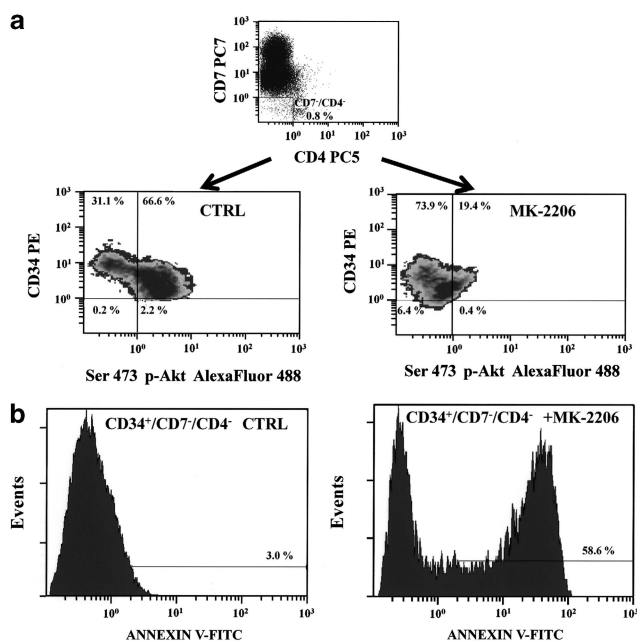 a
CD7 PC7
10³
10²
10¹
10⁰
CD7⁻/CD4⁻
0.8 %
10⁰ 10¹ 10² 10³
CD4 PC5
CD34 PE
10³
10²
10¹
10⁰
31.1 % 66.6 %
CTRL
0.2 % 2.2 %
10⁰ 10¹ 10² 10³
Ser 473 p-Akt AlexaFluor 488
CD34 PE
10³
10²
10¹
10⁰
73.9 % 19.4 %
MK-2206
6.4 % 0.4 %
10⁰ 10¹ 10² 10³
Ser 473 p-Akt AlexaFluor 488
b
Events
CD34⁺/CD7⁻/CD4⁻ CTRL
3.0 %
10⁰ 10¹ 10² 10³
ANNEXIN V-FITC
Events
CD34⁺/CD7⁻/CD4⁻ +MK-2206
58.6 %
10⁰ 10¹ 10² 10³
ANNEXIN V-FITC